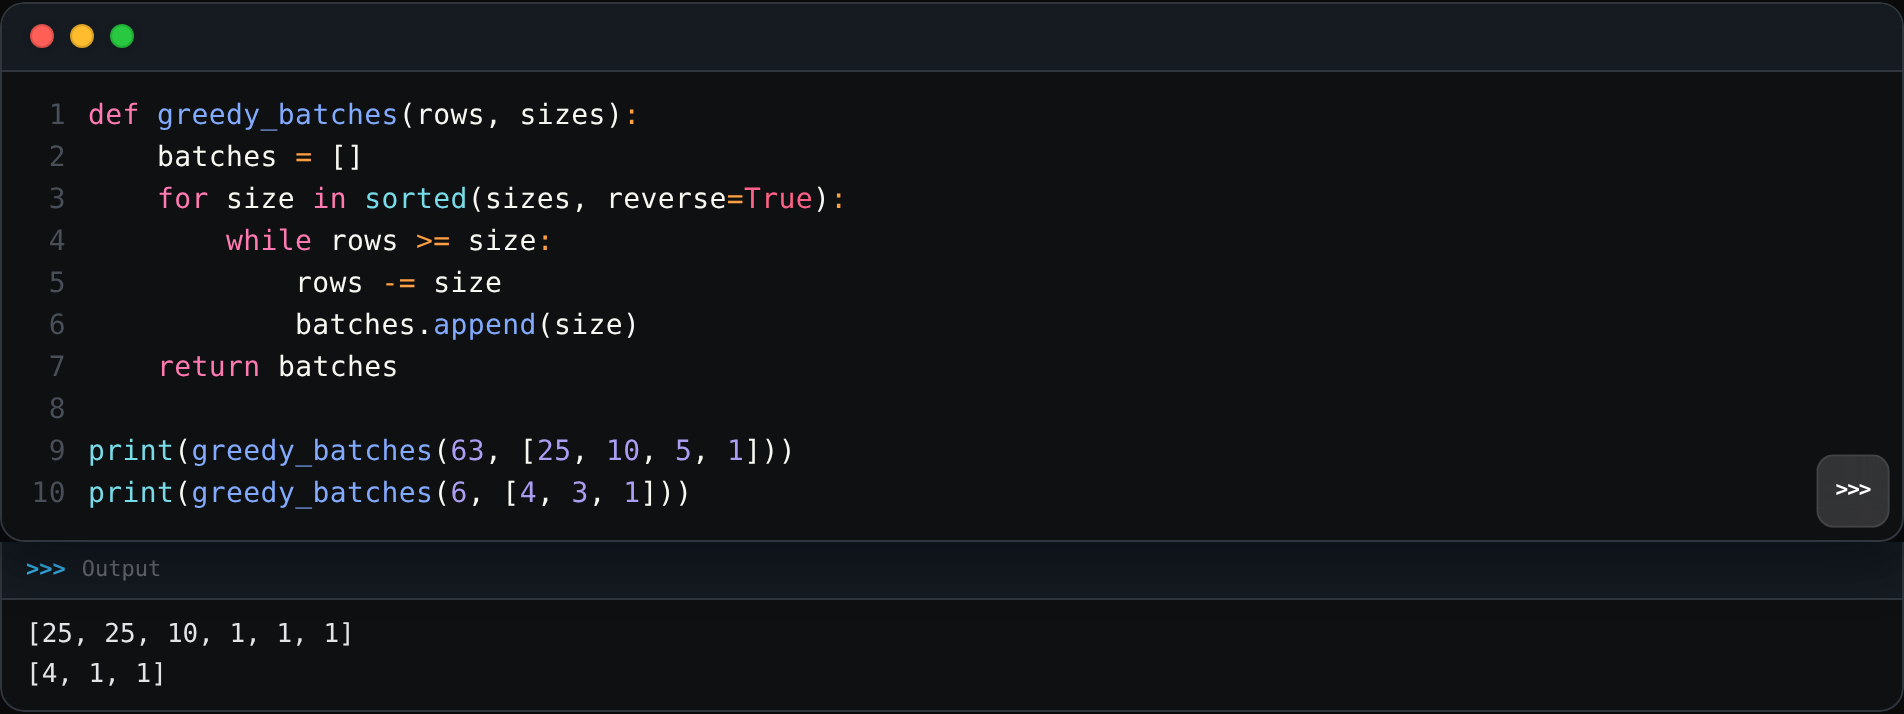 1 def greedy_batches(rows, sizes):
2     batches = []
3     for size in sorted(sizes, reverse=True):
4         while rows >= size:
5             rows -= size
6             batches.append(size)
7     return batches
8
9 print(greedy_batches(63, [25, 10, 5, 1]))
10 print(greedy_batches(6, [4, 3, 1]))
>>>
>>> Output
[25, 25, 10, 1, 1, 1]
[4, 1, 1]